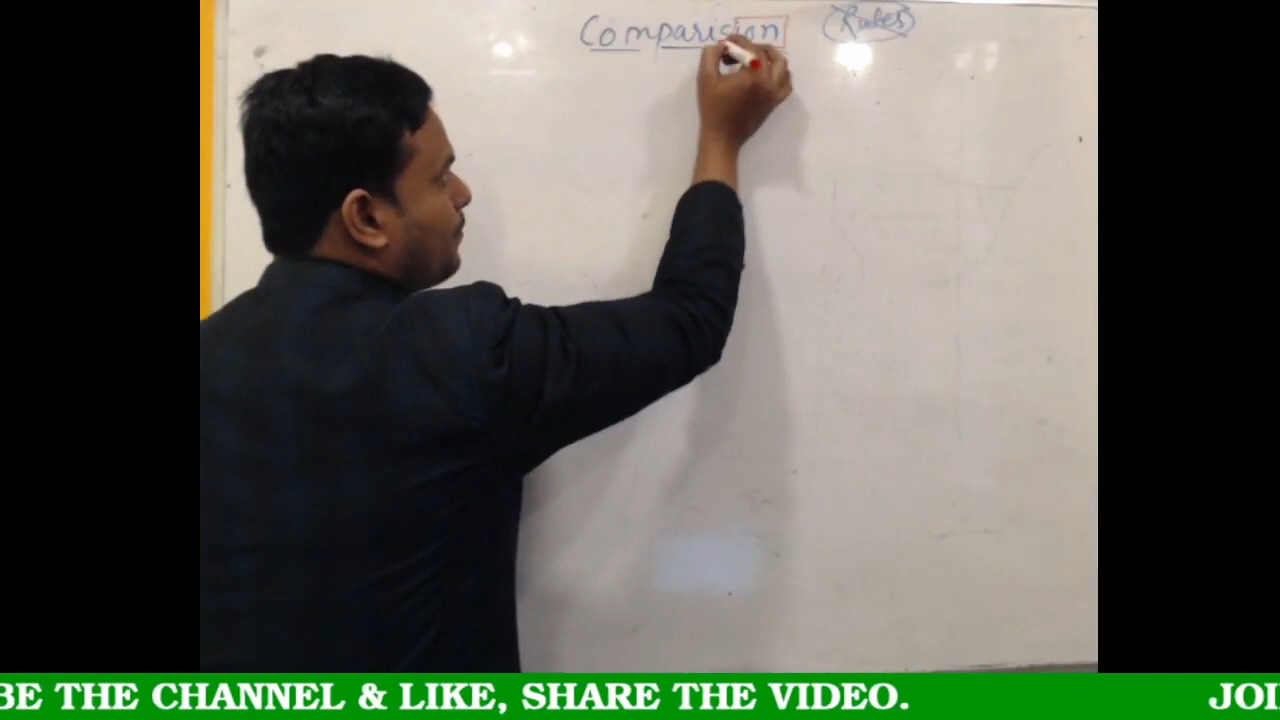 Comparision Rules
BE THE CHANNEL & LIKE, SHARE THE VIDEO. JOI